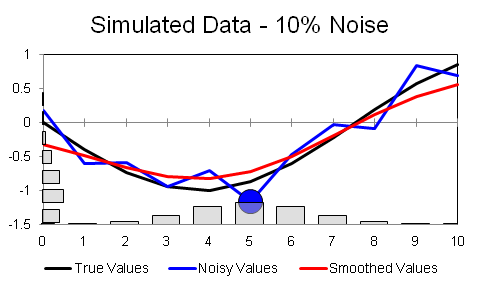 Simulated Data - 10% Noise
1
0.5
0
-0.5
-1
-1.5
0 1 2 3 4 5 6 7 8 9 10
True Values Noisy Values Smoothed Values